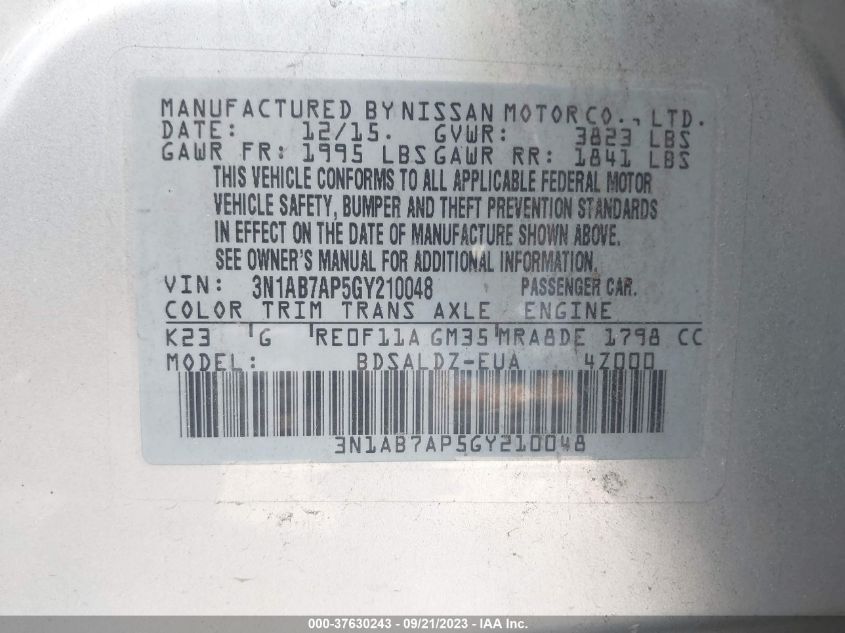 MANUFACTURED BY NISSAN MOTOR CO., LTD.
DATE: 12/15. GVWR: 3823 LBS
GAWR FR: 1995 LBS GAWR RR: 1841 LBS
THIS VEHICLE CONFORMS TO ALL APPLICABLE FEDERAL MOTOR
VEHICLE SAFETY, BUMPER AND THEFT PREVENTION STANDARDS
IN EFFECT ON THE DATE OF MANUFACTURE SHOWN ABOVE.
SEE OWNER'S MANUAL FOR ADDITIONAL INFORMATION.
VIN: 3N1AB7AP5GY210048 PASSENGER CAR.
COLOR TRIM TRANS AXLE ENGINE
K23 G RE0F11A GM35 MRA8DE 1798 CC
MODEL: BDSALDZ-EUA 4Z000
3N1AB7AP5GY210048
000-37630243 - 09/21/2023 - IAA Inc.